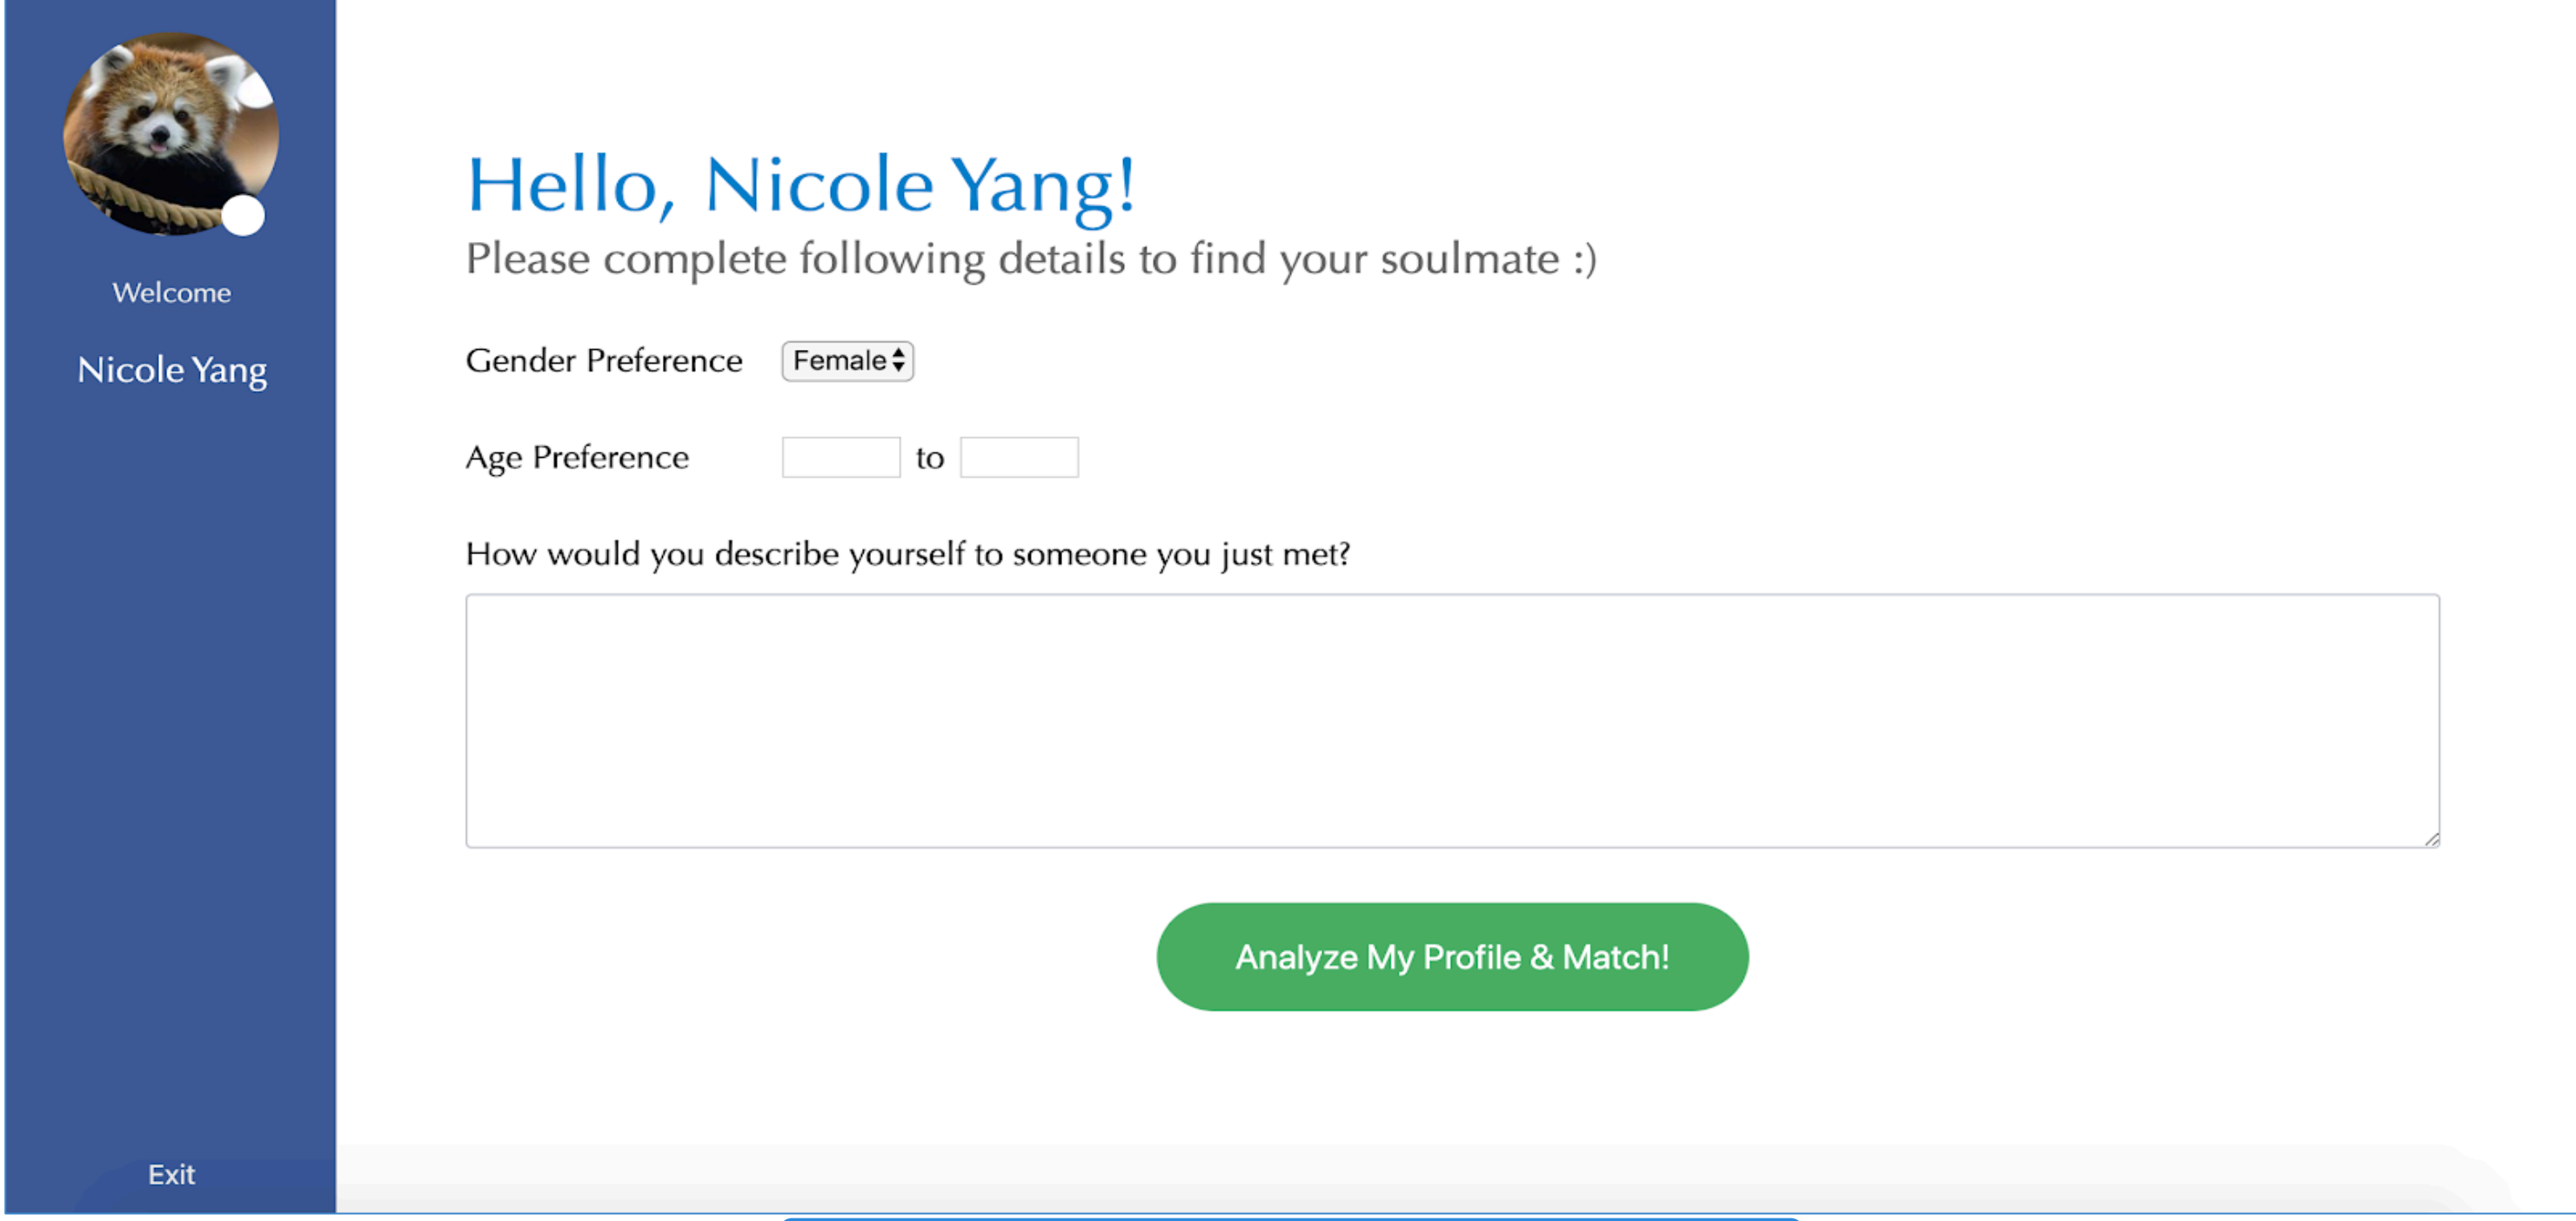 Welcome
Nicole Yang
Exit
Hello, Nicole Yang!
Please complete following details to find your soulmate :)
Gender Preference Female
Age Preference to
How would you describe yourself to someone you just met?
Analyze My Profile & Match!